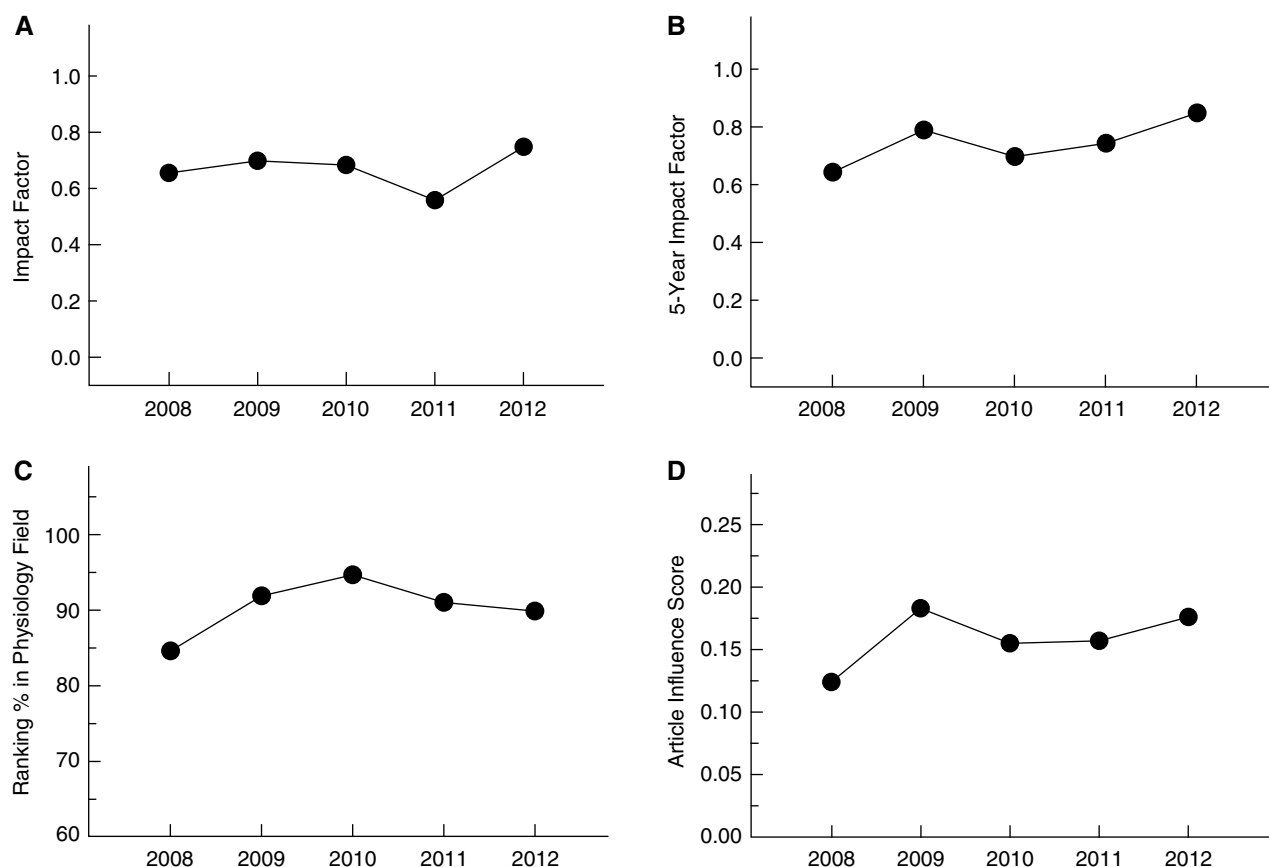 A
Impact Factor
1.0
0.8
0.6
0.4
0.2
0.0
2008 2009 2010 2011 2012
B
5-Year Impact Factor
1.0
0.8
0.6
0.4
0.2
0.0
2008 2009 2010 2011 2012
C
Ranking % in Physiology Field
100
90
80
70
60
2008 2009 2010 2011 2012
D
Article Influence Score
0.25
0.20
0.15
0.10
0.05
0.00
2008 2009 2010 2011 2012